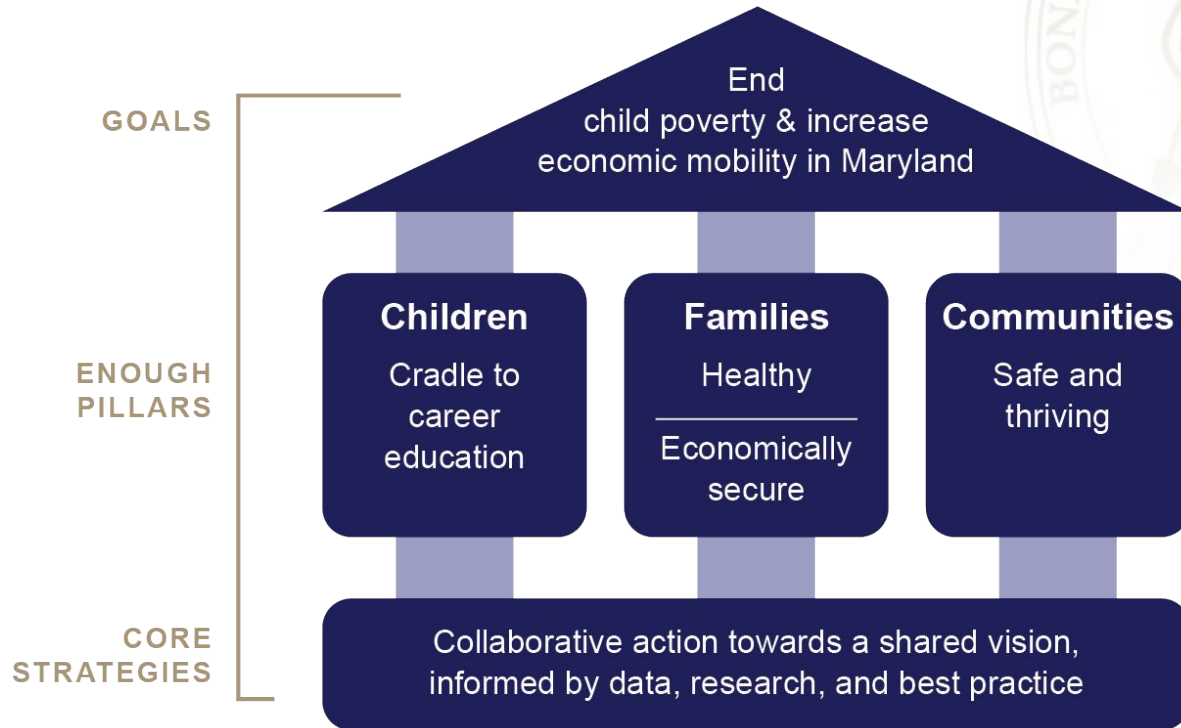 GOALS
End
child poverty & increase
economic mobility in Maryland
ENOUGH
PILLARS
Children
Cradle to
career
education
Families
Healthy
Economically
secure
Communities
Safe and
thriving
CORE
STRATEGIES
Collaborative action towards a shared vision,
informed by data, research, and best practice
BONA